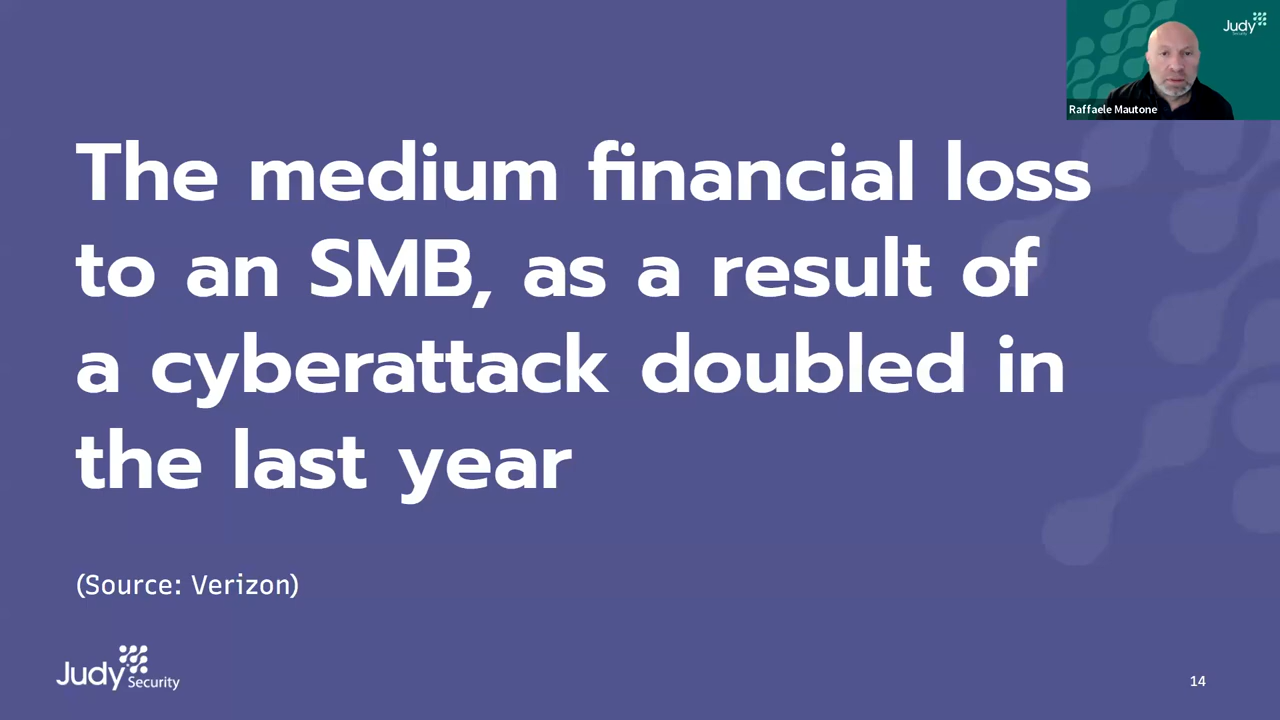 Judy
Security
Raffaele Mautone
The medium financial loss
to an SMB, as a result of
a cyberattack doubled in
the last year
(Source: Verizon)
Judy
Security
14